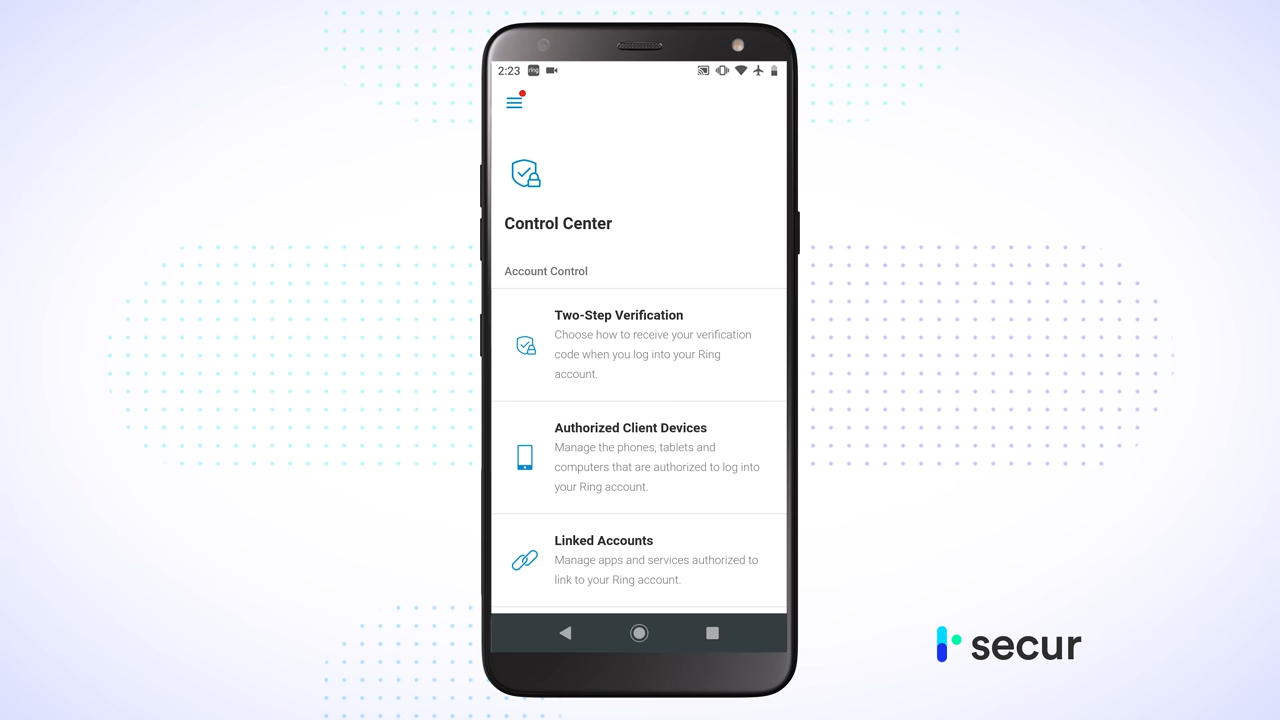 2:23 ring
Control Center
Account Control
Two-Step Verification
Choose how to receive your verification
code when you log into your Ring
account.
Authorized Client Devices
Manage the phones, tablets and
computers that are authorized to log into
your Ring account.
Linked Accounts
Manage apps and services authorized to
link to your Ring account.
secur